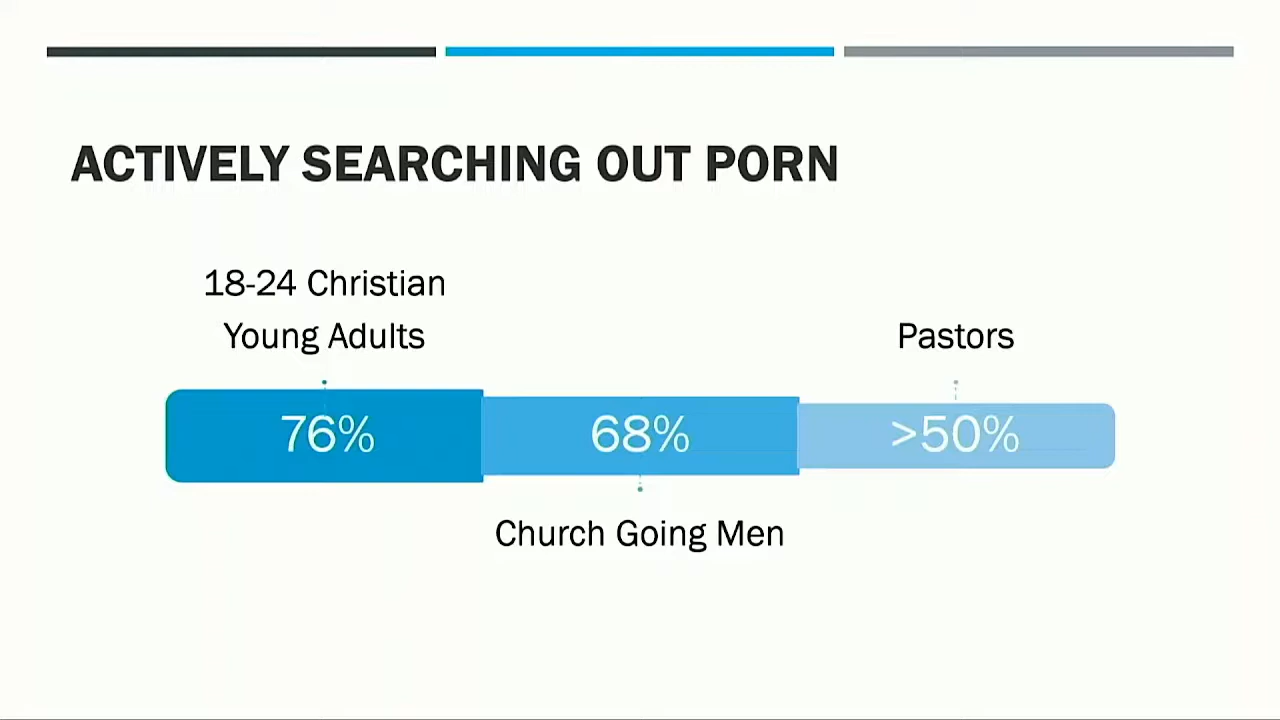 ACTIVELY SEARCHING OUT PORN
18-24 Christian
Young Adults
Pastors
76%
68%
>50%
Church Going Men